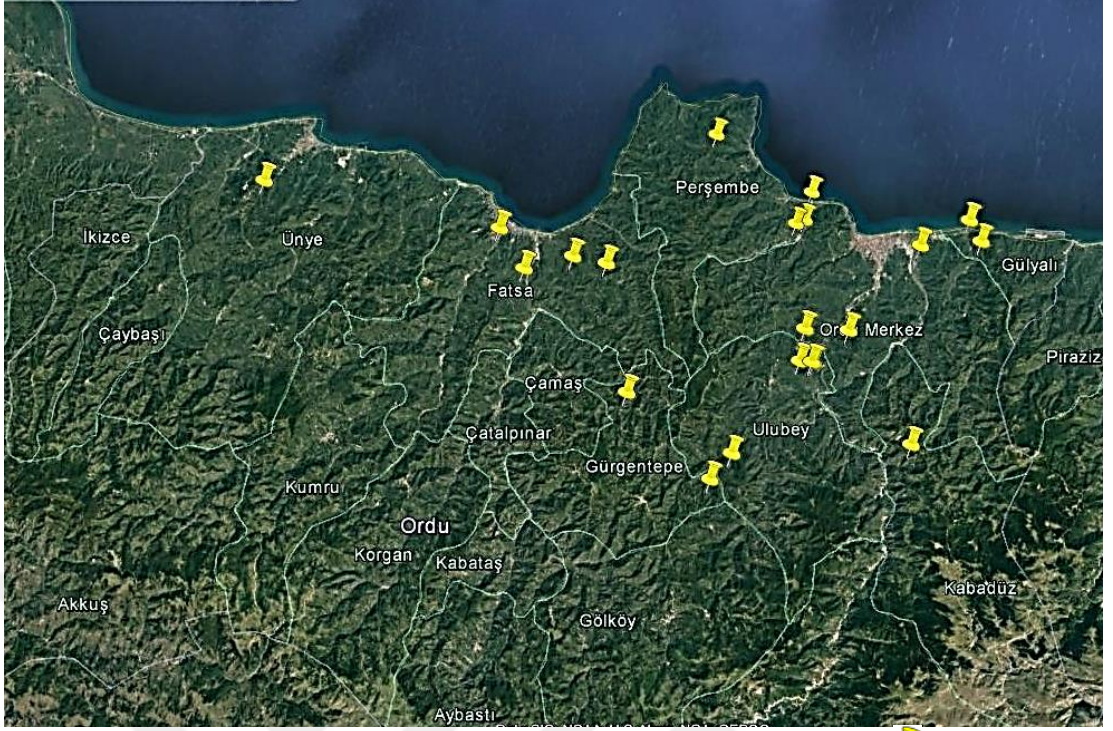 Perşembe
İkizce
Ünye
Gülyalı
Fatsa
Çaybaşı
Merkez
Piraziz
Çamaş
Çatalpınar
Ulubey
Gürgentepe
Kumru
Ordu
Korgan
Kabataş
Kabadüz
Akkuş
Gölköy
Aybastı